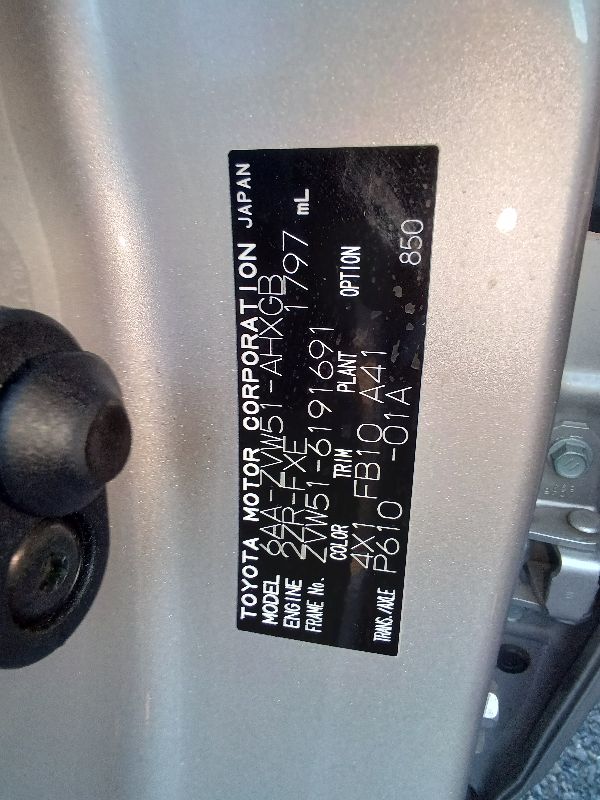 TOYOTA MOTOR CORPORATION JAPAN
MODEL 6AA-ZVW51-AHXGB
ENGINE 2ZR-FXE 1797 mL
FRAME No. ZVW51-6191691
COLOR TRIM PLANT OPTION
4X1 FB10 A41 850
TRANS./AXLE P610 -01A